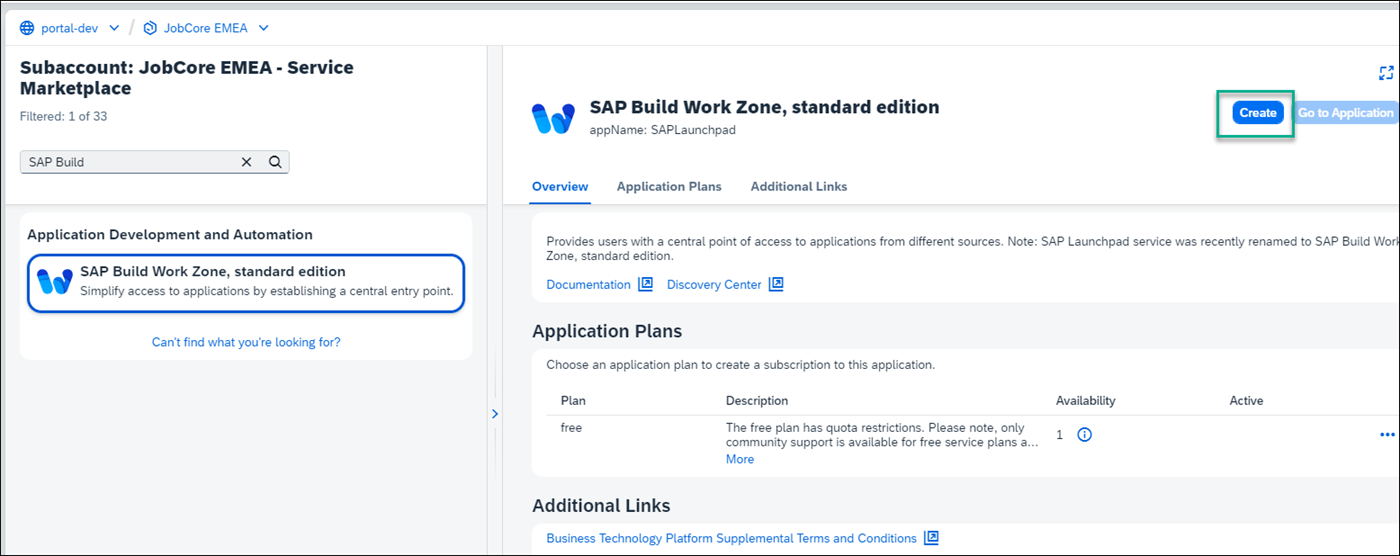 portal-dev / JobCore EMEA
Subaccount: JobCore EMEA - Service
Marketplace
Filtered: 1 of 33
SAP Build
Application Development and Automation
SAP Build Work Zone, standard edition
Simplify access to applications by establishing a central entry point.
Can't find what you're looking for?
SAP Build Work Zone, standard edition
appName: SAPLaunchpad
Create Go to Application
Overview Application Plans Additional Links
Provides users with a central point of access to applications from different sources. Note: SAP Launchpad service was recently renamed to SAP Build Work
Zone, standard edition.
Documentation Discovery Center
Application Plans
Choose an application plan to create a subscription to this application.
Plan Description Availability Active
free The free plan has quota restrictions. Please note, only 1
community support is available for free service plans a...
More
Additional Links
Business Technology Platform Supplemental Terms and Conditions